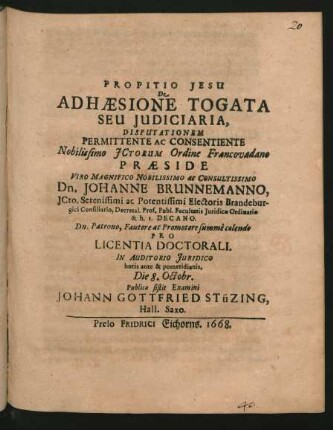 20
PROPITIO JESU
De
ADHÆSIONE TOGATA
SEU JUDICIARIA,
DISPUTATIONEM
PERMITTENTE AC CONSENTIENTE
Nobilissimo JCTORUM Ordine Francovadano
PRÆSIDE
VIRO MAGNIFICO NOBILISSIMO AC CONSULTISSIMO
Dn. JOHANNE BRUNNEMANNO,
JCto. Serenissimi ac Potentissimi Electoris Brandebur-
gici Consiliario, Decretal. Prof. Publ. Facultatis Juridicæ Ordinario
& h. t. DECANO.
Dn. Patrono, Fautore ac Promotore summè colendo
PRO
LICENTIA DOCTORALI.
IN AUDITORIO JURIDICO
horis ante & pomeridianis,
Die 8. Octobr.
Publico sistit Examini
JOHANN GOTTFRIED STüZING,
Hall. Saxo.
Prelo FRIDRICI Eichorns. 1668.